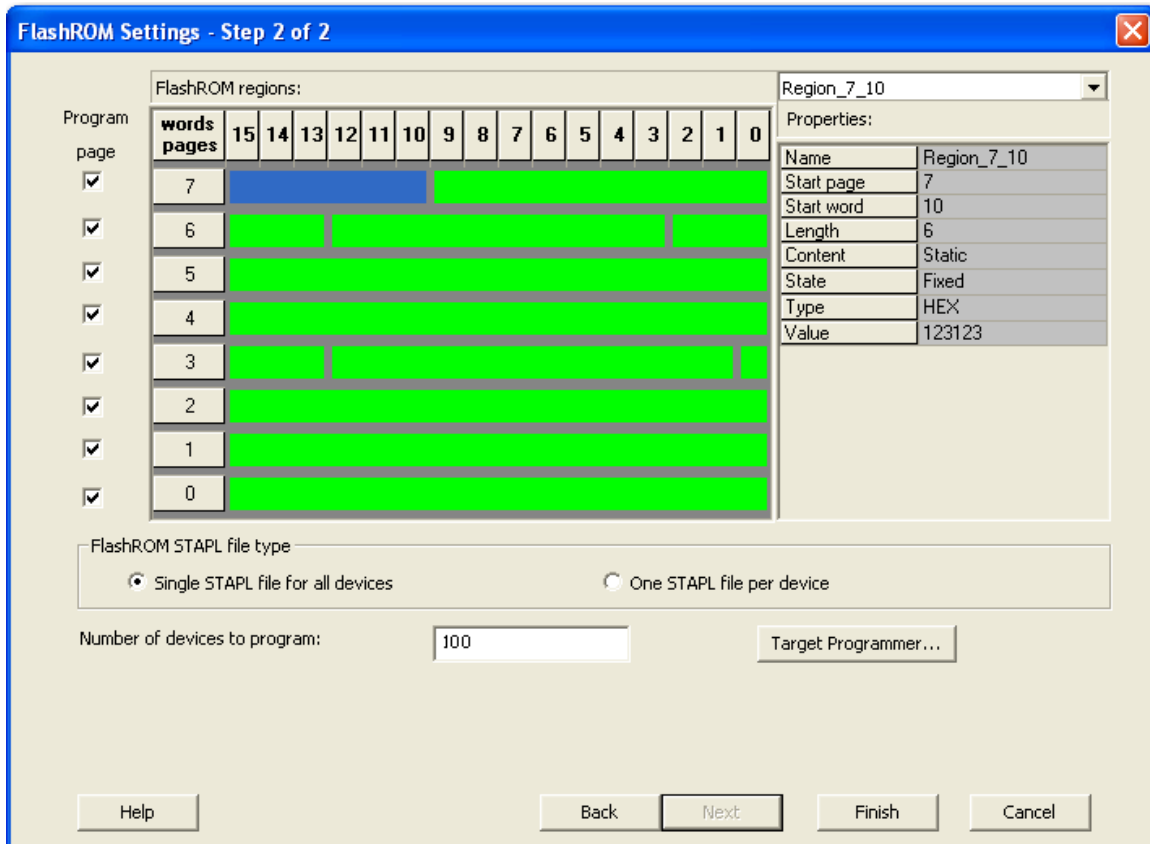 FlashROM Settings - Step 2 of 2
FlashROM regions:
Region_7_10
Program page
words pages
15 14 13 12 11 10 9 8 7 6 5 4 3 2 1 0
Properties:
7
6
5
4
3
2
1
0
Name Region_7_10
Start page 7
Start word 10
Length 6
Content Static
State Fixed
Type HEX
Value 123123
FlashROM STAPL file type
Single STAPL file for all devices
One STAPL file per device
Number of devices to program: 100 Target Programmer...
Help Back Next Finish Cancel